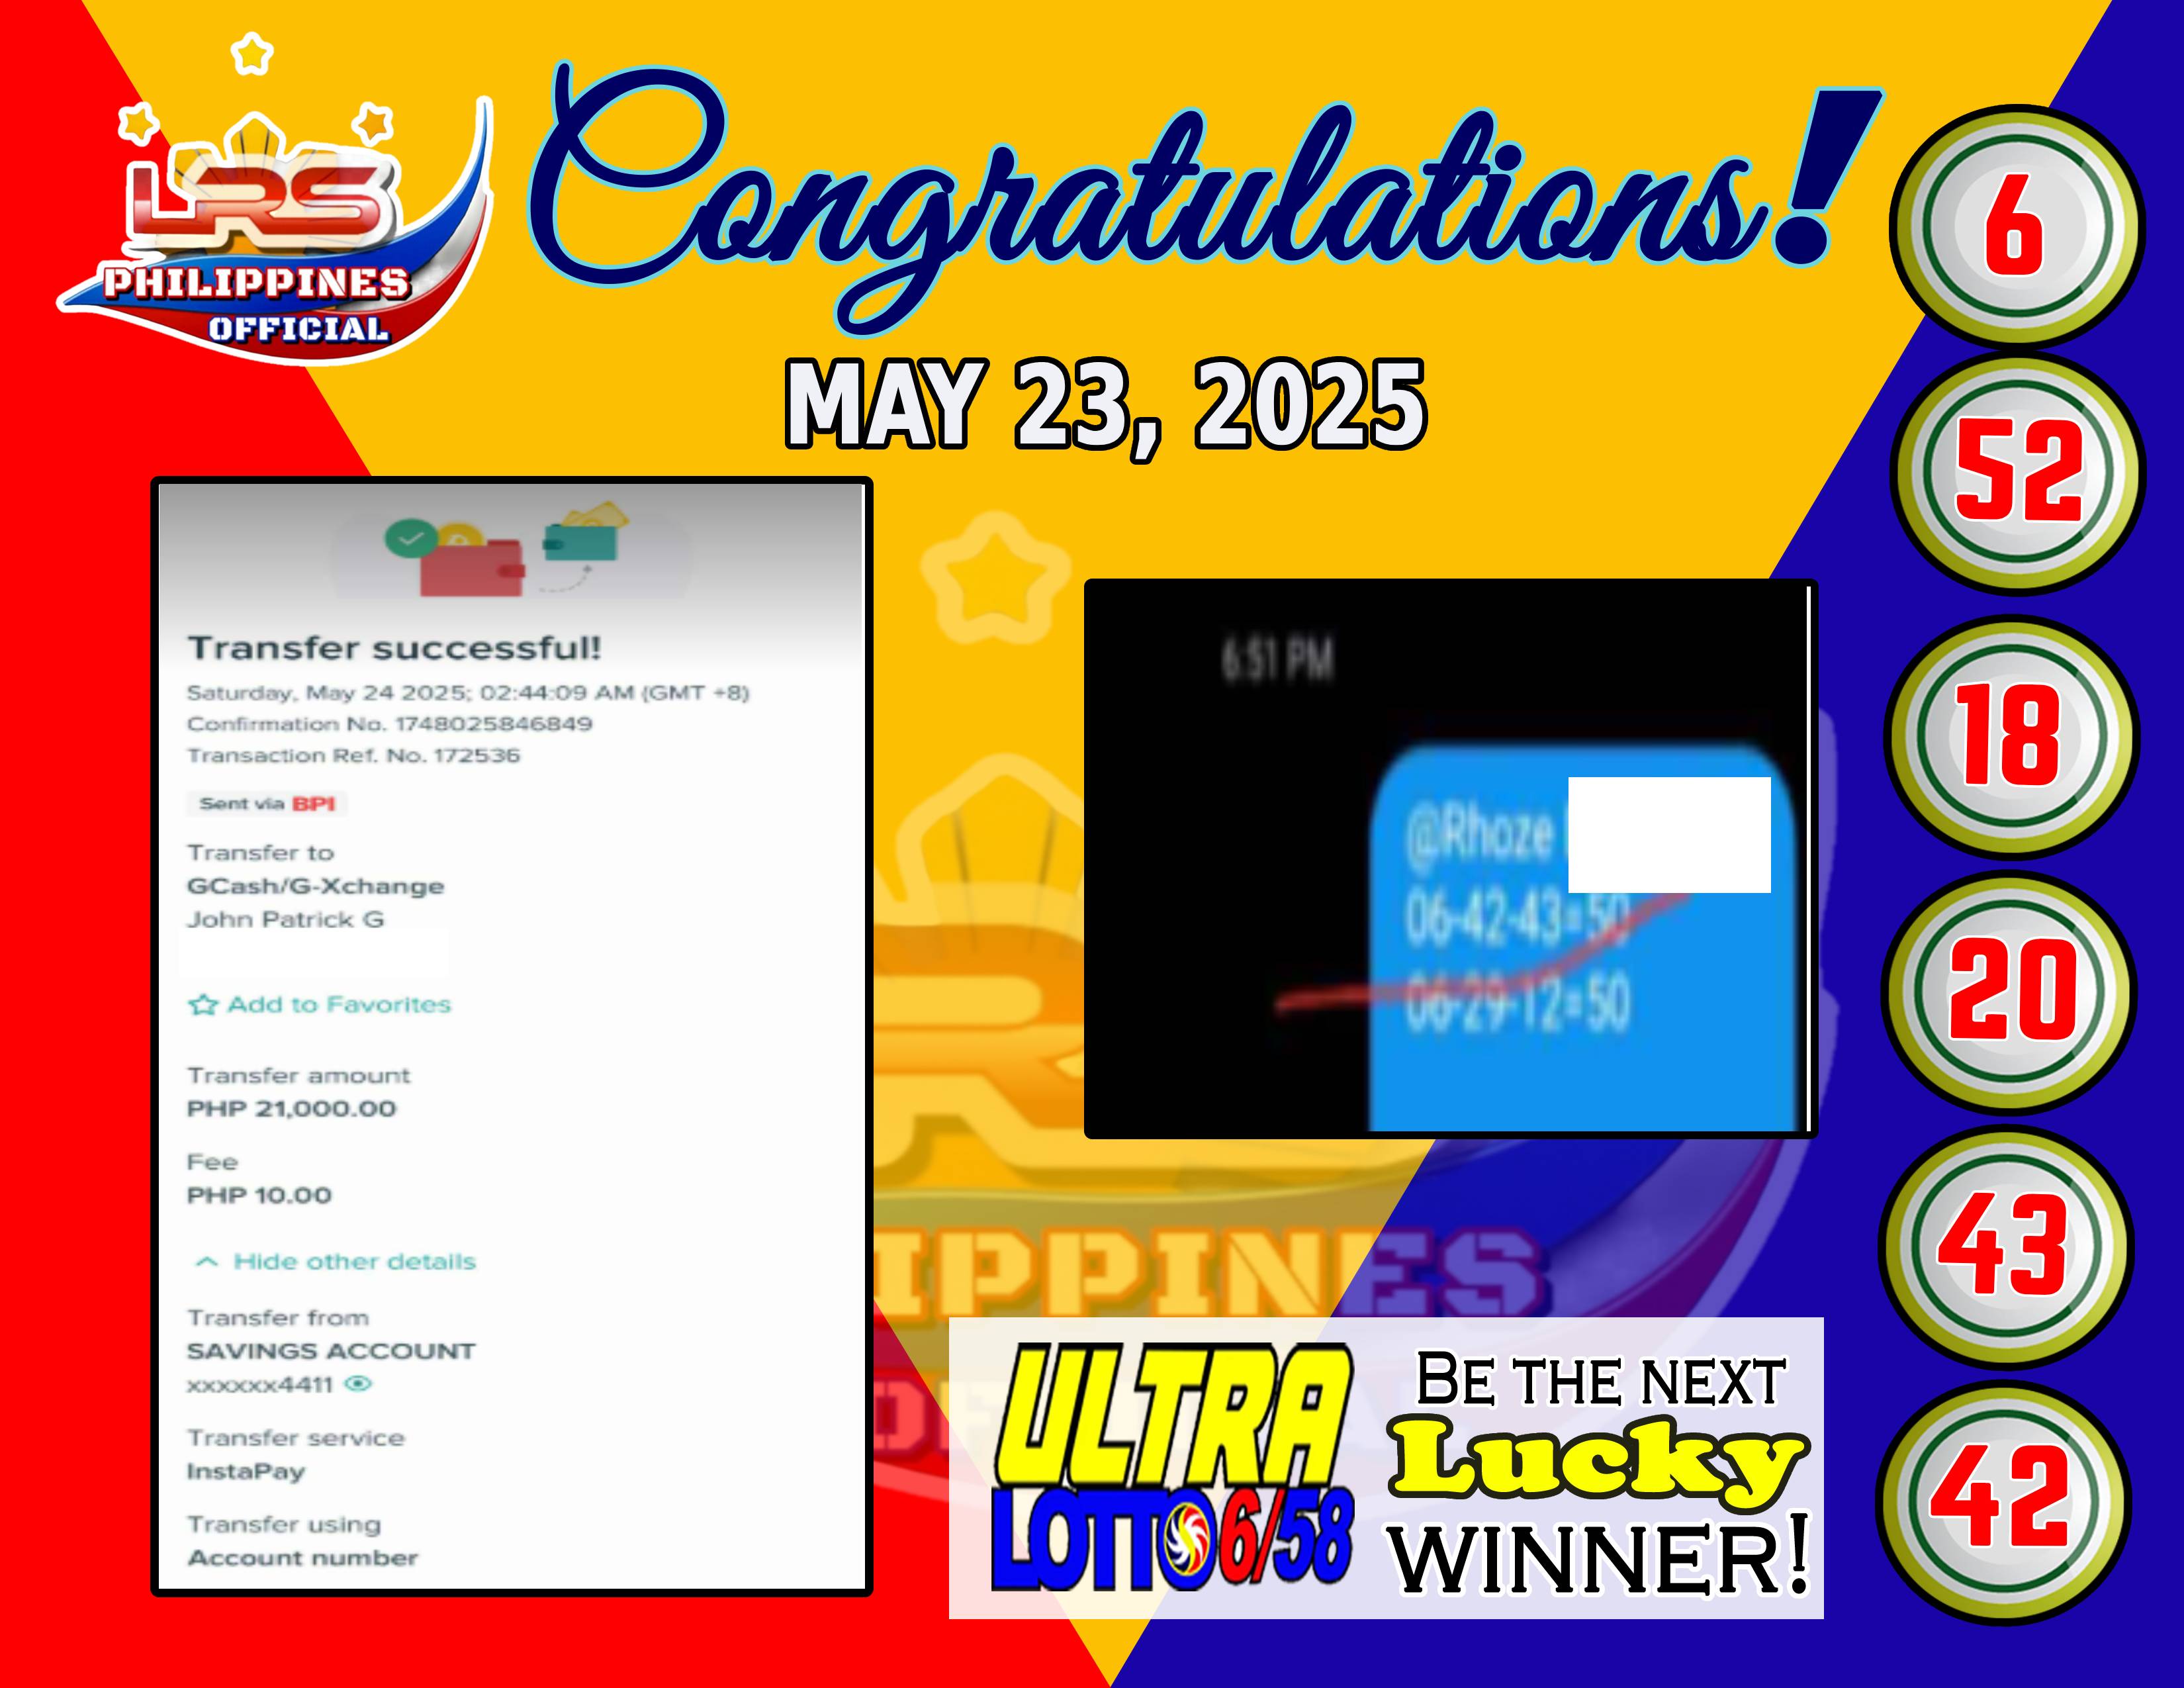 LRS
PHILIPPINES
OFFICIAL
Congratulations!
MAY 23, 2025
Transfer successful!
Saturday, May 24 2025; 02:44:09 AM (GMT +8)
Confirmation No. 1748025846849
Transaction Ref. No. 172536
Sent via BPI
Transfer to
GCash/G-Xchange
John Patrick G
Add to Favorites
Transfer amount
PHP 21,000.00
Fee
PHP 10.00
Hide other details
Transfer from
SAVINGS ACCOUNT
xxxxxx4411
Transfer service
InstaPay
Transfer using
Account number
6:51 PM
@Rhoze
06-42-43=50
06-29-12=50
R
IPPINES
OF
ULTRA
LOTTO 6/58
BE THE NEXT
Lucky
WINNER!
6
52
18
20
43
42